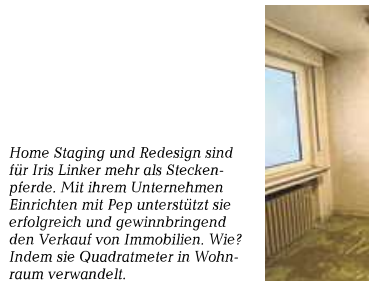 Home Staging und Redesign sind
für Iris Linker mehr als Stecken-
pferde. Mit ihrem Unternehmen
Einrichten mit Pep unterstützt sie
erfolgreich und gewinnbringend
den Verkauf von Immobilien. Wie?
Indem sie Quadratmeter in Wohn-
raum verwandelt.